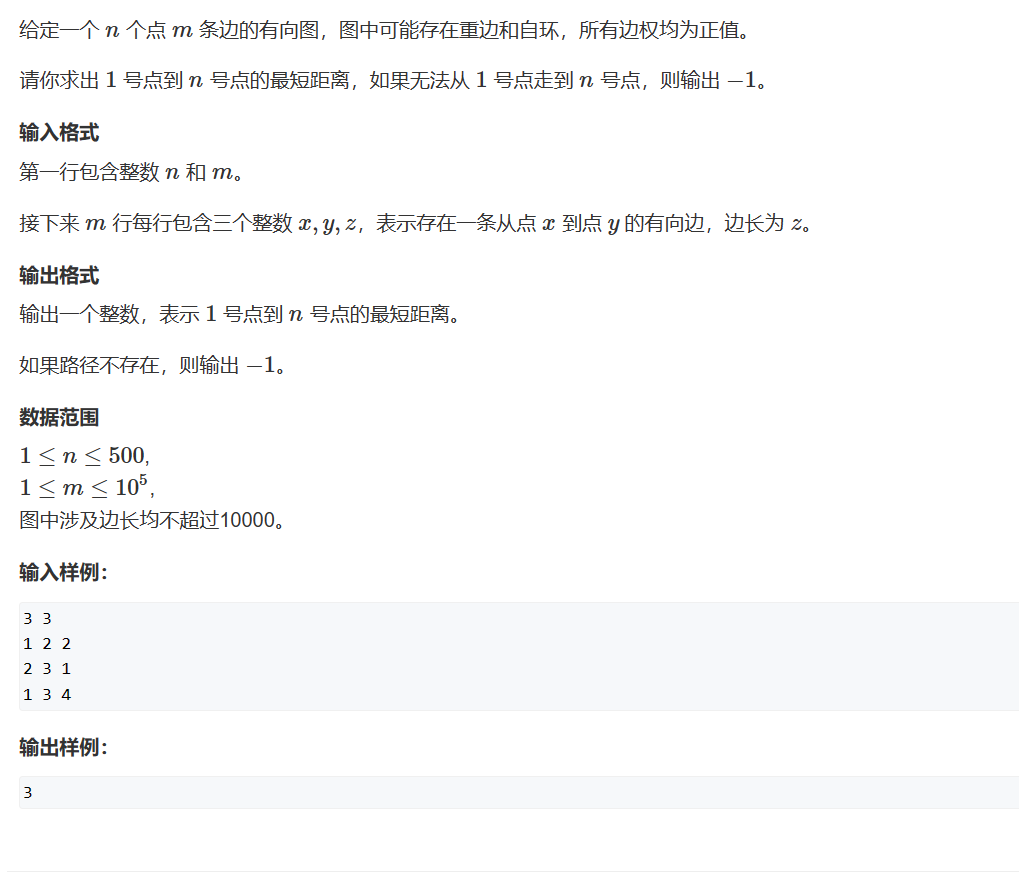 给定一个 n 个点 m 条边的有向图，图中可能存在重边和自环，所有边权均为正值。
请你求出 1 号点到 n 号点的最短距离，如果无法从 1 号点走到 n 号点，则输出 −1。
输入格式
第一行包含整数 n 和 m。
接下来 m 行每行包含三个整数 x, y, z，表示存在一条从点 x 到点 y 的有向边，边长为 z。
输出格式
输出一个整数，表示 1 号点到 n 号点的最短距离。
如果路径不存在，则输出 −1。
数据范围
1 ≤ n ≤ 500,
1 ≤ m ≤ 10⁵,
图中涉及边长均不超过10000。
输入样例：
3 3
1 2 2
2 3 1
1 3 4
输出样例：
3